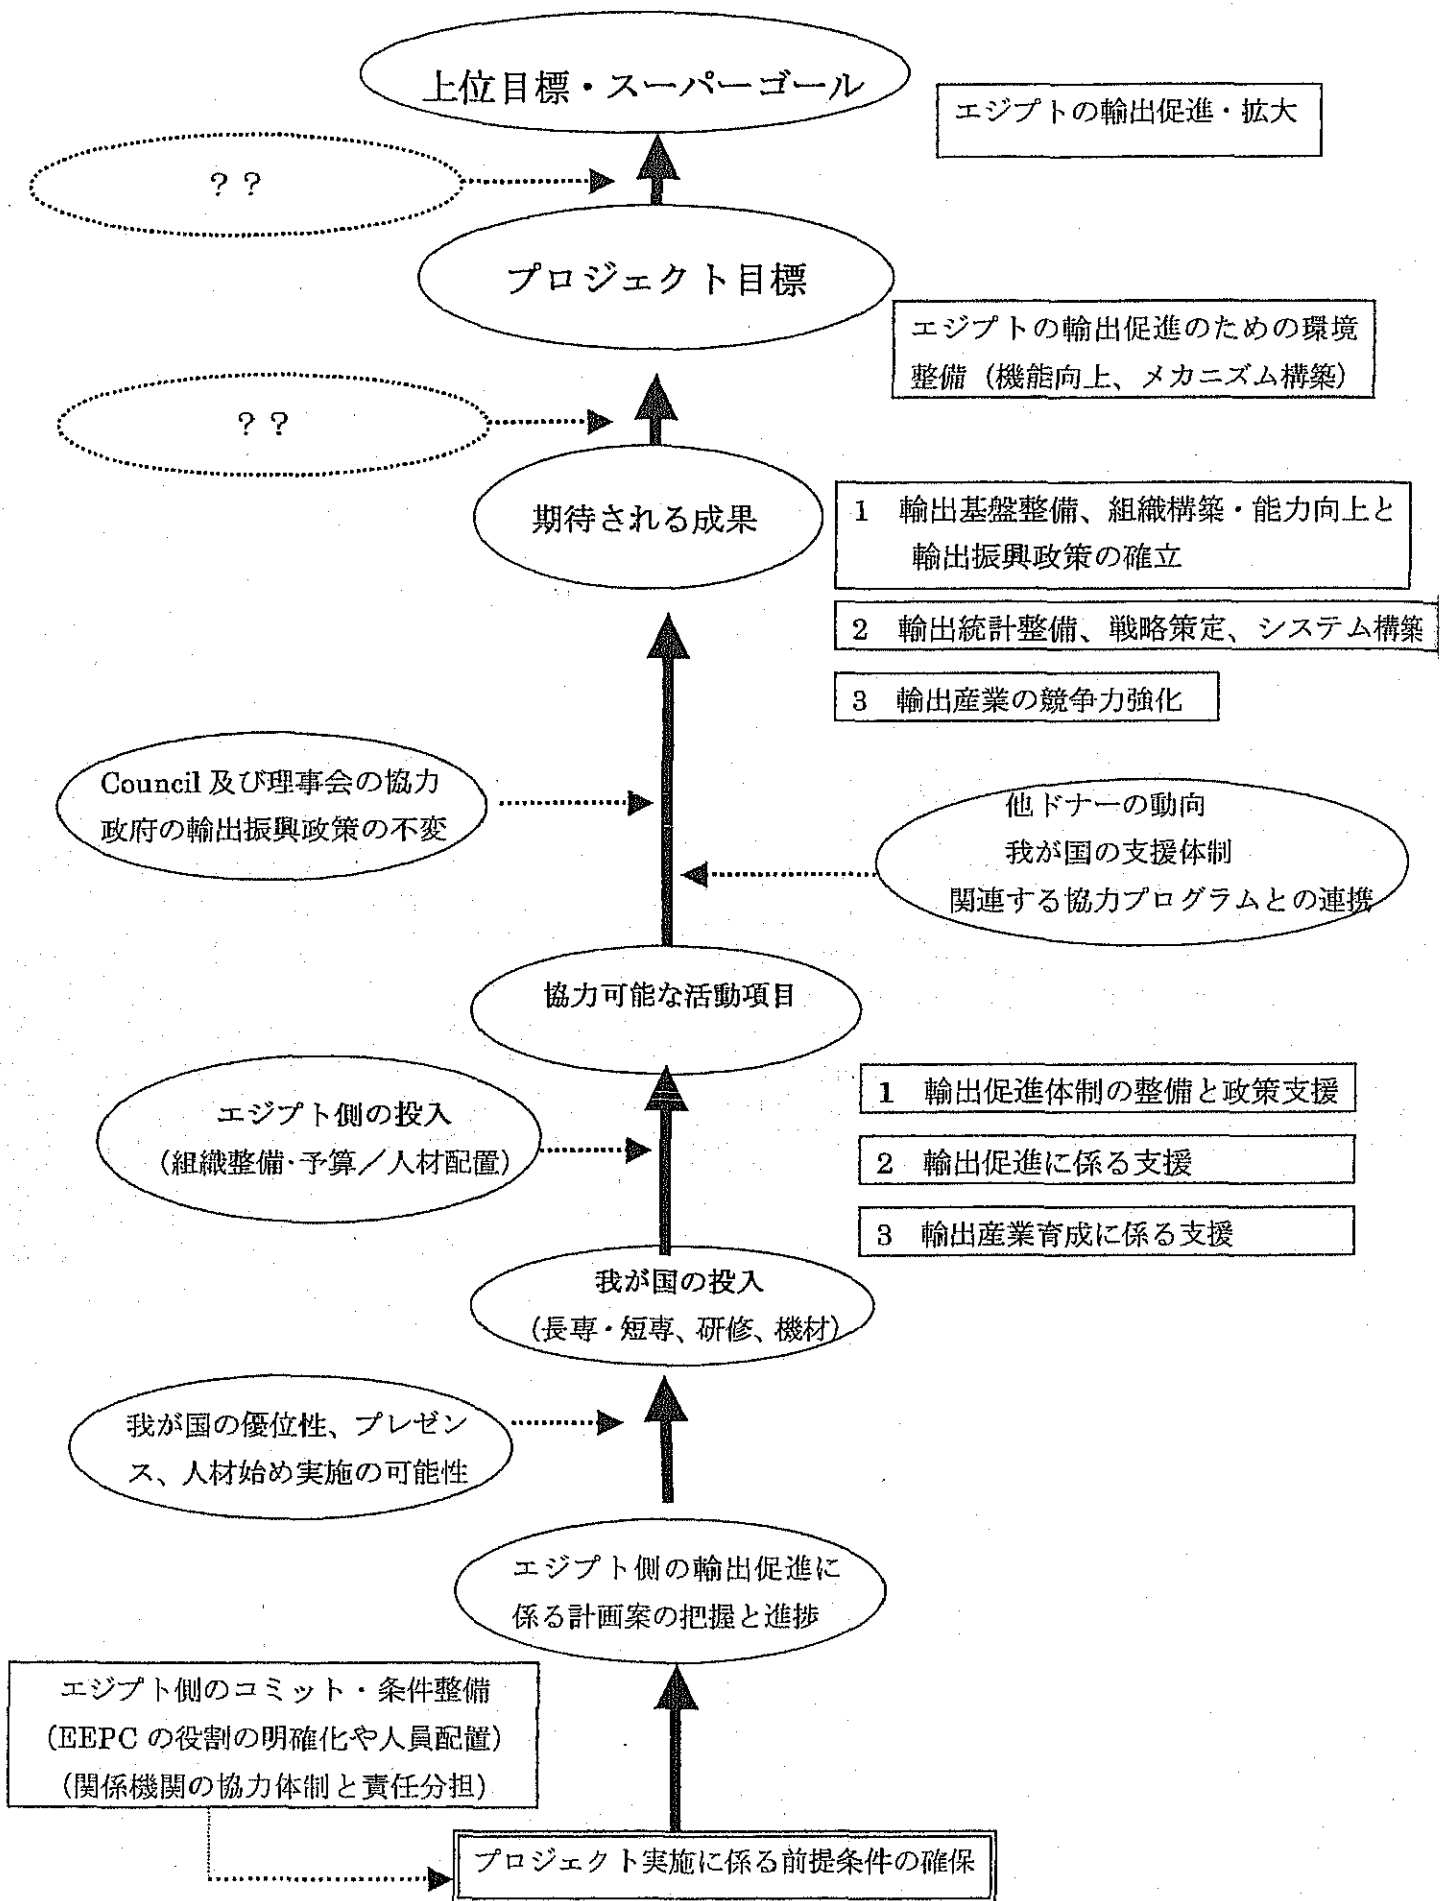 上位目標・スーパーゴール
エジプトの輸出促進・拡大
？？
プロジェクト目標
エジプトの輸出促進のための環境
整備（機能向上、メカニズム構築）
？？
期待される成果
1 輸出基盤整備、組織構築・能力向上と
輸出振興政策の確立
2 輸出統計整備、戦略策定、システム構築
3 輸出産業の競争力強化
Council 及び理事会の協力
政府の輸出振興政策の不変
他ドナーの動向
我が国の支援体制
関連する協力プログラムとの連携
協力可能な活動項目
エジプト側の投入
（組織整備・予算／人材配置）
1 輸出促進体制の整備と政策支援
2 輸出促進に係る支援
3 輸出産業育成に係る支援
我が国の投入
（長専・短専、研修、機材）
我が国の優位性、プレゼン
ス、人材始め実施の可能性
エジプト側の輸出促進に
係る計画案の把握と進捗
エジプト側のコミット・条件整備
（EEPC の役割の明確化や人員配置）
（関係機関の協力体制と責任分担）
プロジェクト実施に係る前提条件の確保